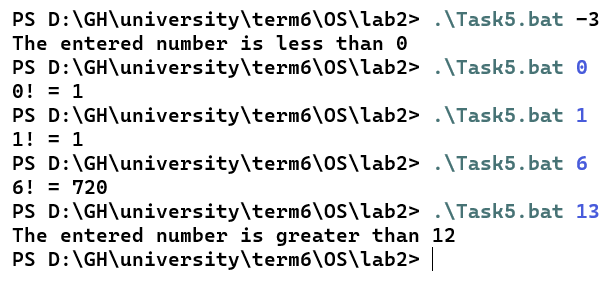 PS D:\GH\university\term6\OS\lab2> .\Task5.bat -3
The entered number is less than 0
PS D:\GH\university\term6\OS\lab2> .\Task5.bat 0
0! = 1
PS D:\GH\university\term6\OS\lab2> .\Task5.bat 1
1! = 1
PS D:\GH\university\term6\OS\lab2> .\Task5.bat 6
6! = 720
PS D:\GH\university\term6\OS\lab2> .\Task5.bat 13
The entered number is greater than 12
PS D:\GH\university\term6\OS\lab2>